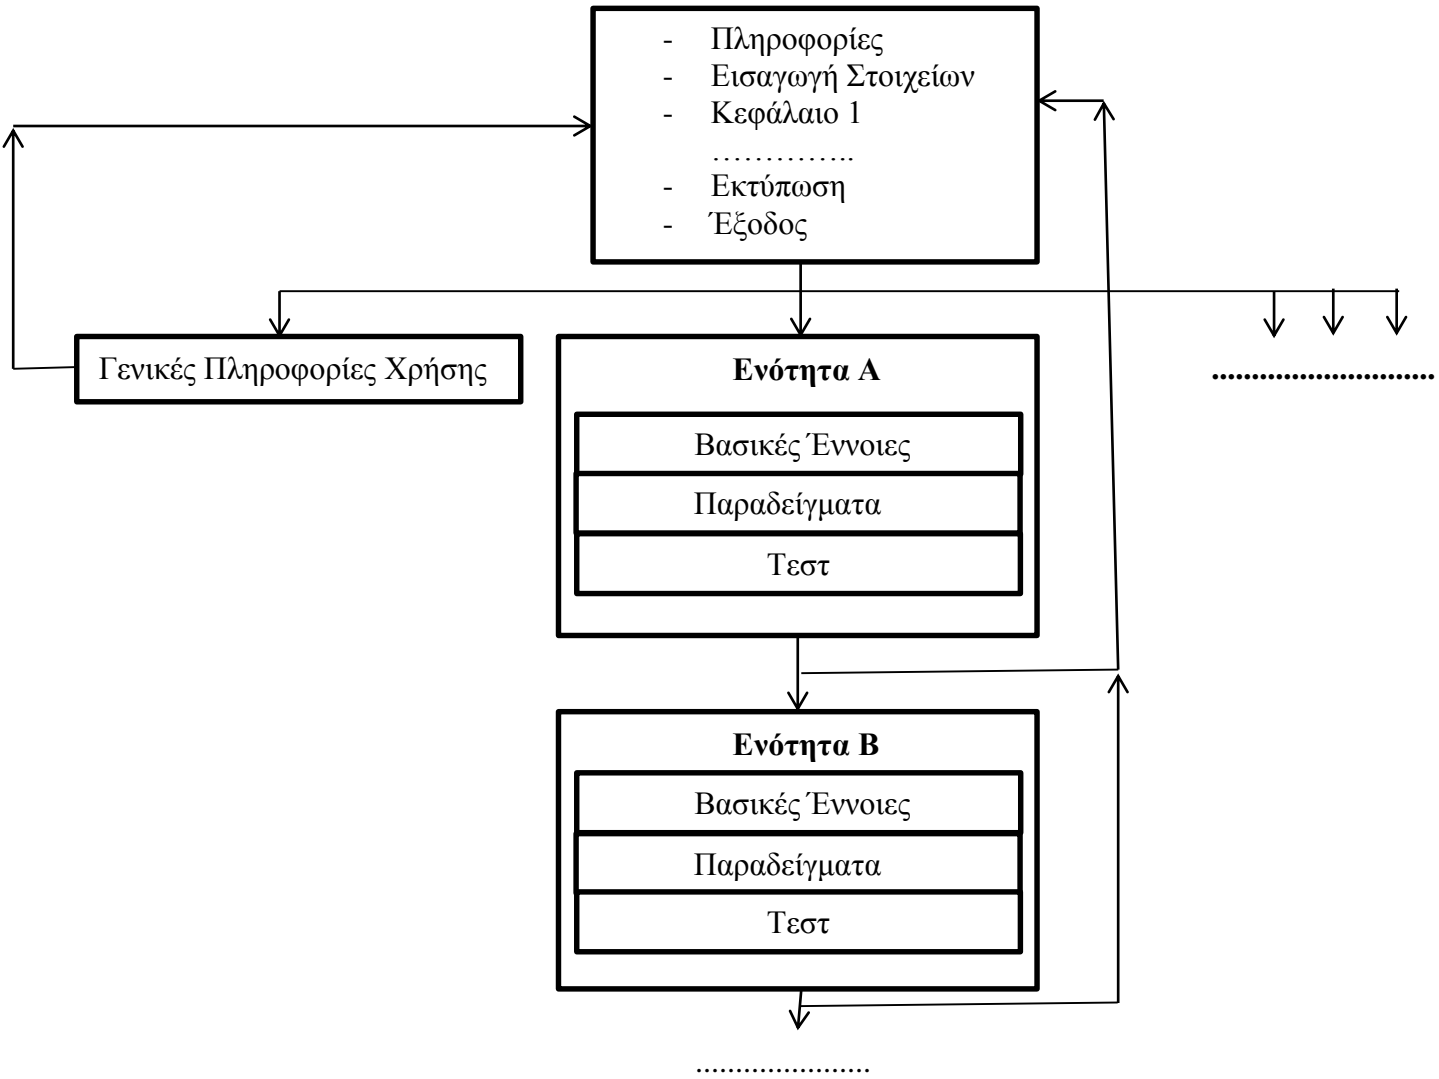 - Πληροφορίες
- Εισαγωγή Στοιχείων
- Κεφάλαιο 1
…………..
- Εκτύπωση
- Έξοδος
Γενικές Πληροφορίες Χρήσης
Ενότητα Α
............................
Βασικές Έννοιες
Παραδείγματα
Τεστ
Ενότητα Β
Βασικές Έννοιες
Παραδείγματα
Τεστ
......................